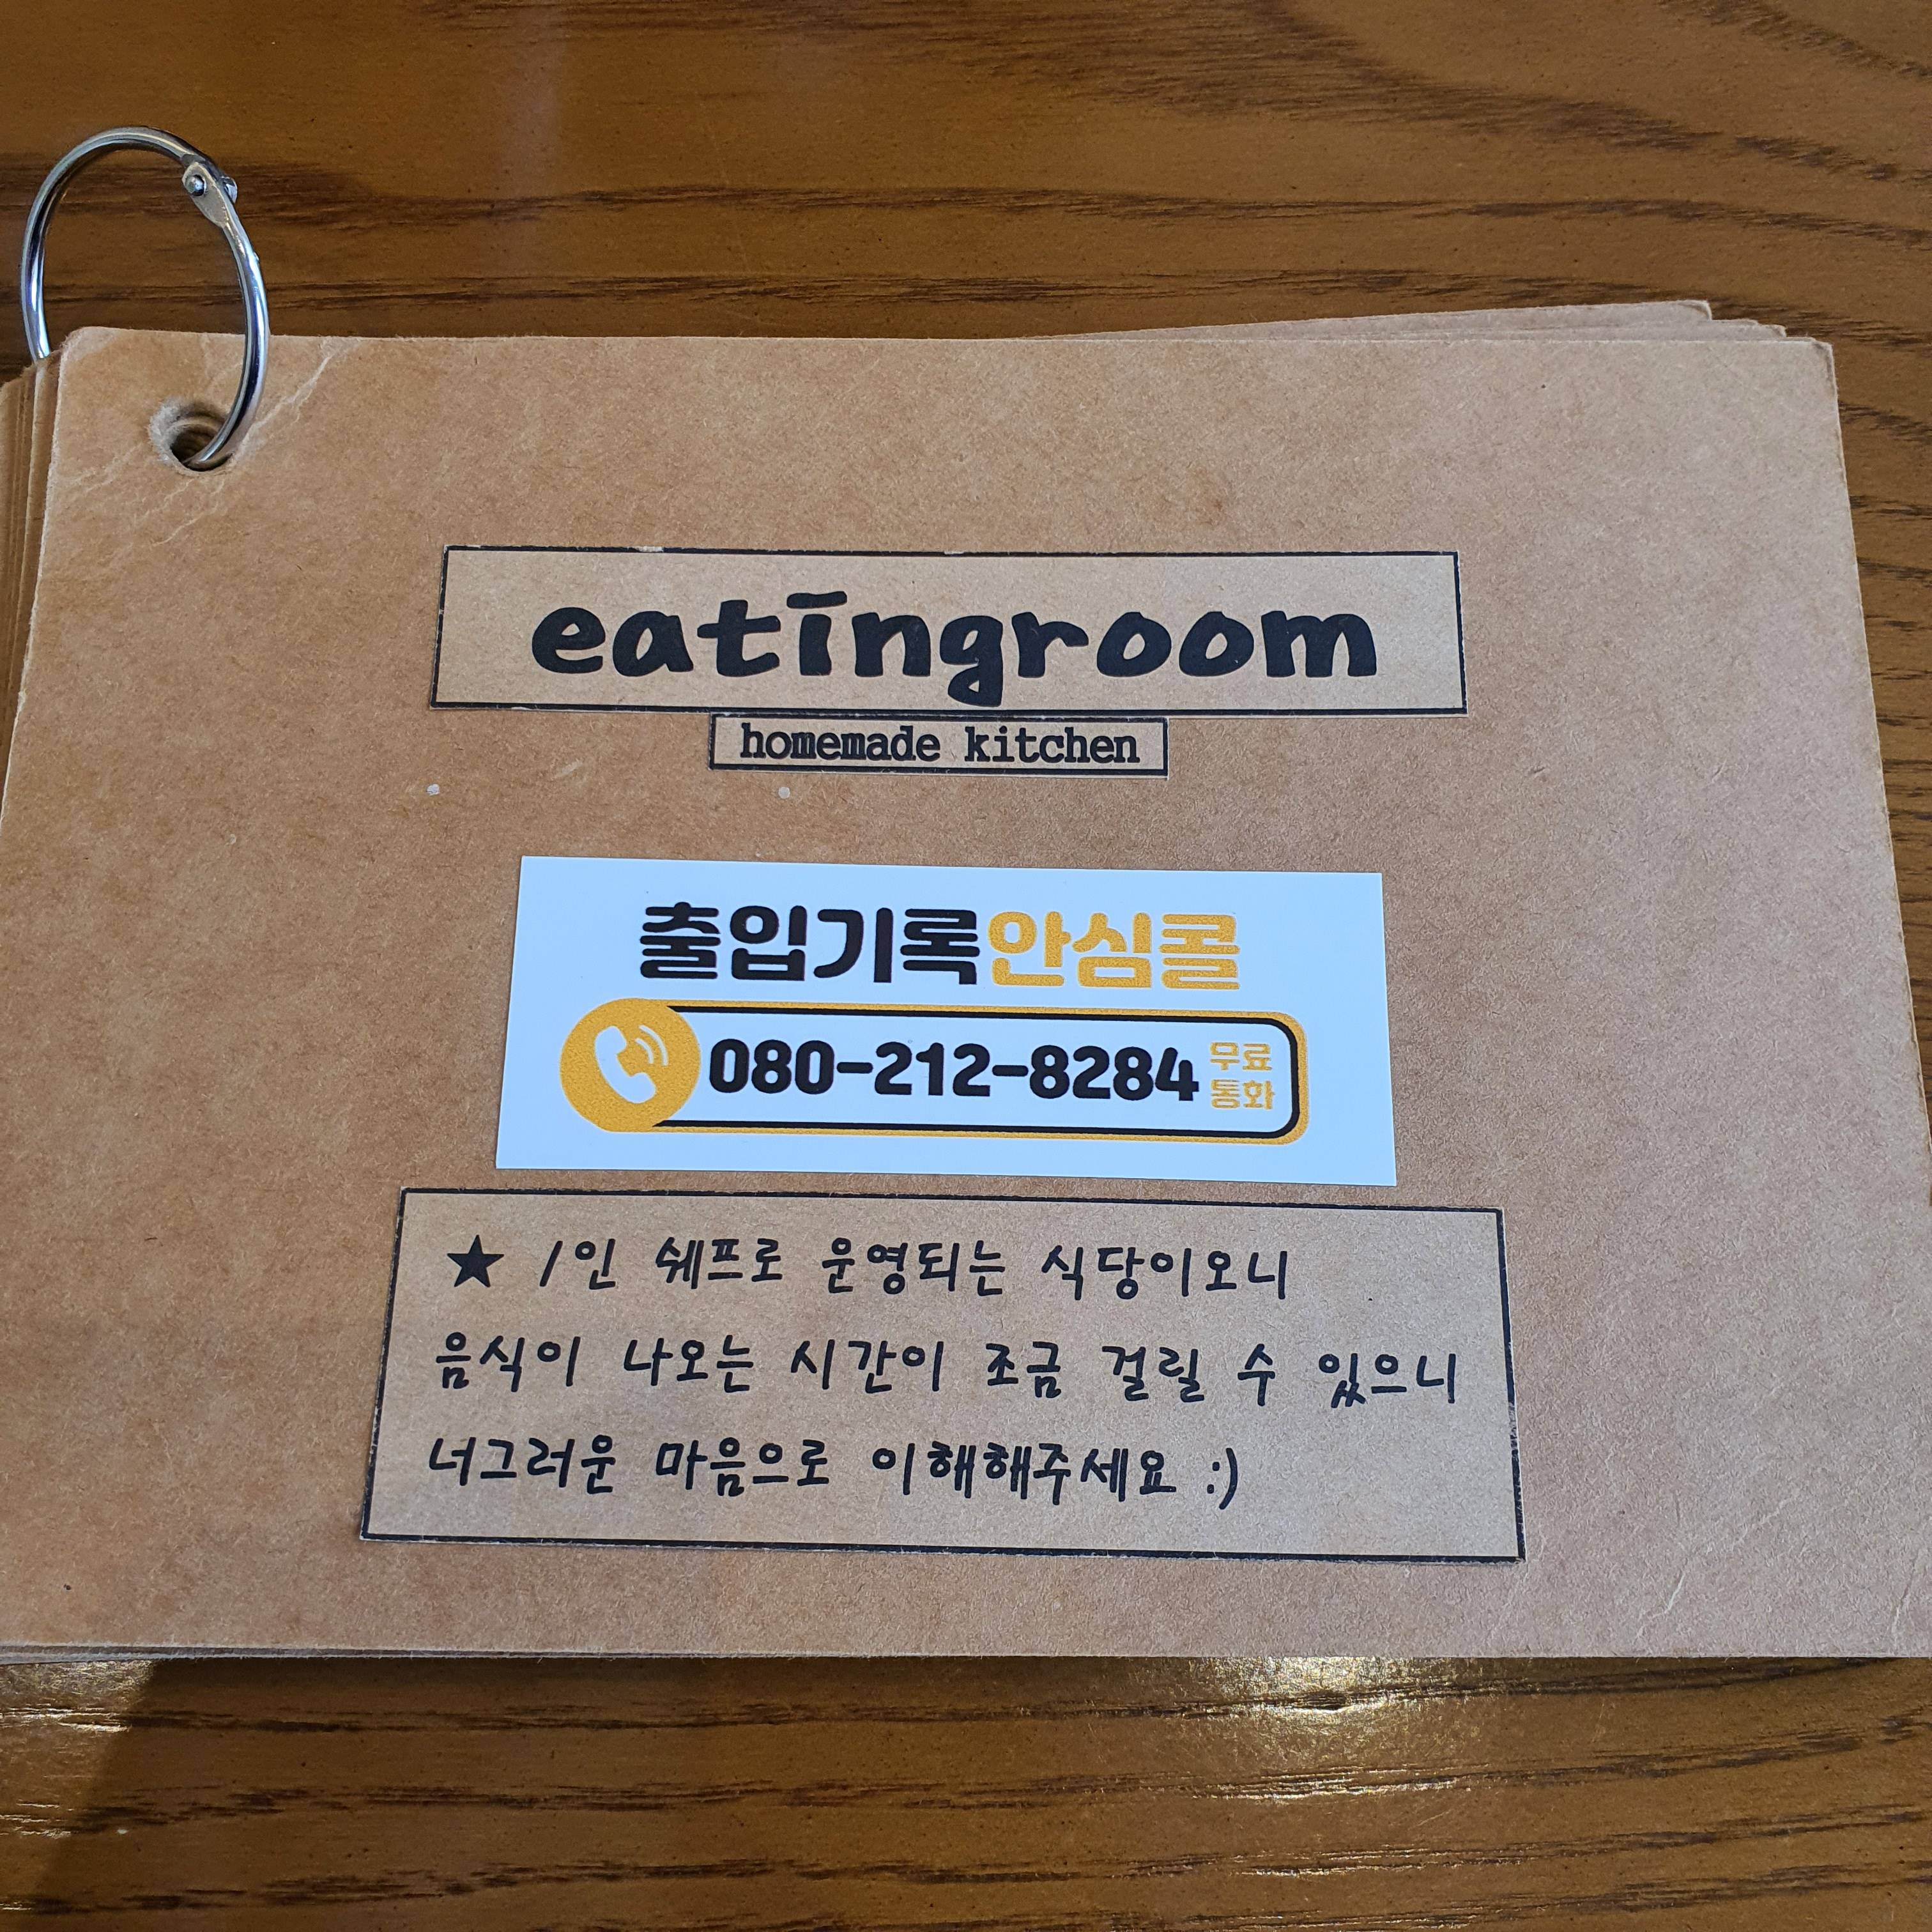 eatingroom
homemade kitchen
출입기록안심콜
080-212-8284 무료
통화
★ 1인 쉐프로 운영되는 식당이오니
음식이 나오는 시간이 조금 걸릴 수 있으니
너그러운 마음으로 이해해주세요 :)